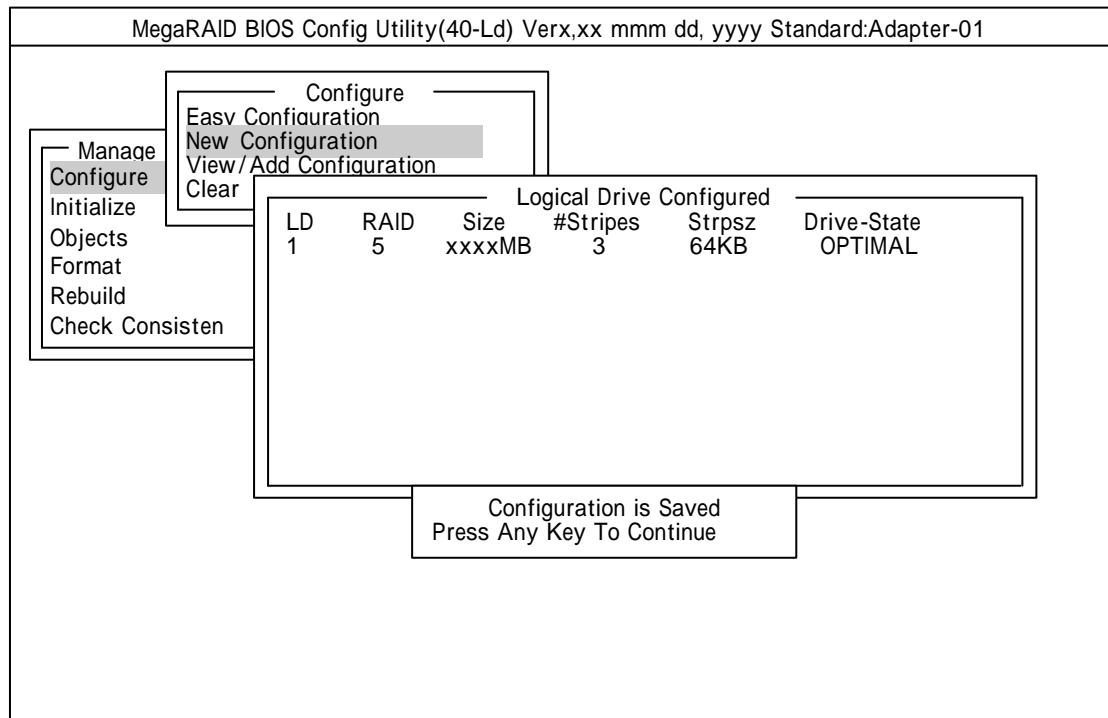 MegaRAID BIOS Config Utility(40-Ld) Verx,xx mmm dd, yyyy Standard:Adapter-01
Configure
Easy Configuration
New Configuration
View/Add Configuration
Clear
Manage
Configure
Initialize
Objects
Format
Rebuild
Check Consisten
Logical Drive Configured
LD RAID Size #Stripes Strpsz Drive-State
1 5 xxxxMB 3 64KB OPTIMAL
Configuration is Saved
Press Any Key To Continue